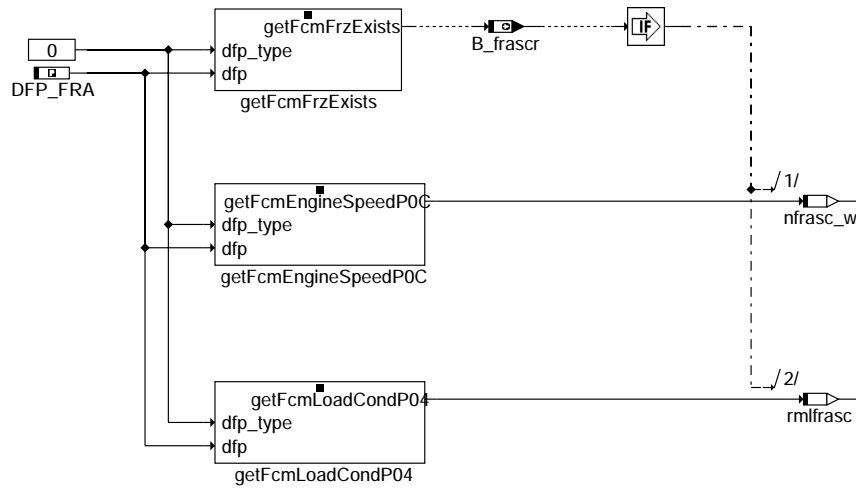 getFcmFrzExists
0
dfp_type
dfp
DFP_FRA
getFcmFrzExists
B_frascr
IF
getFcmEngineSpeedP0C
dfp_type
dfp
getFcmEngineSpeedP0C
/1/
nfrasc_w
getFcmLoadCondP04
dfp_type
dfp
getFcmLoadCondP04
/2/
rmlfrasc